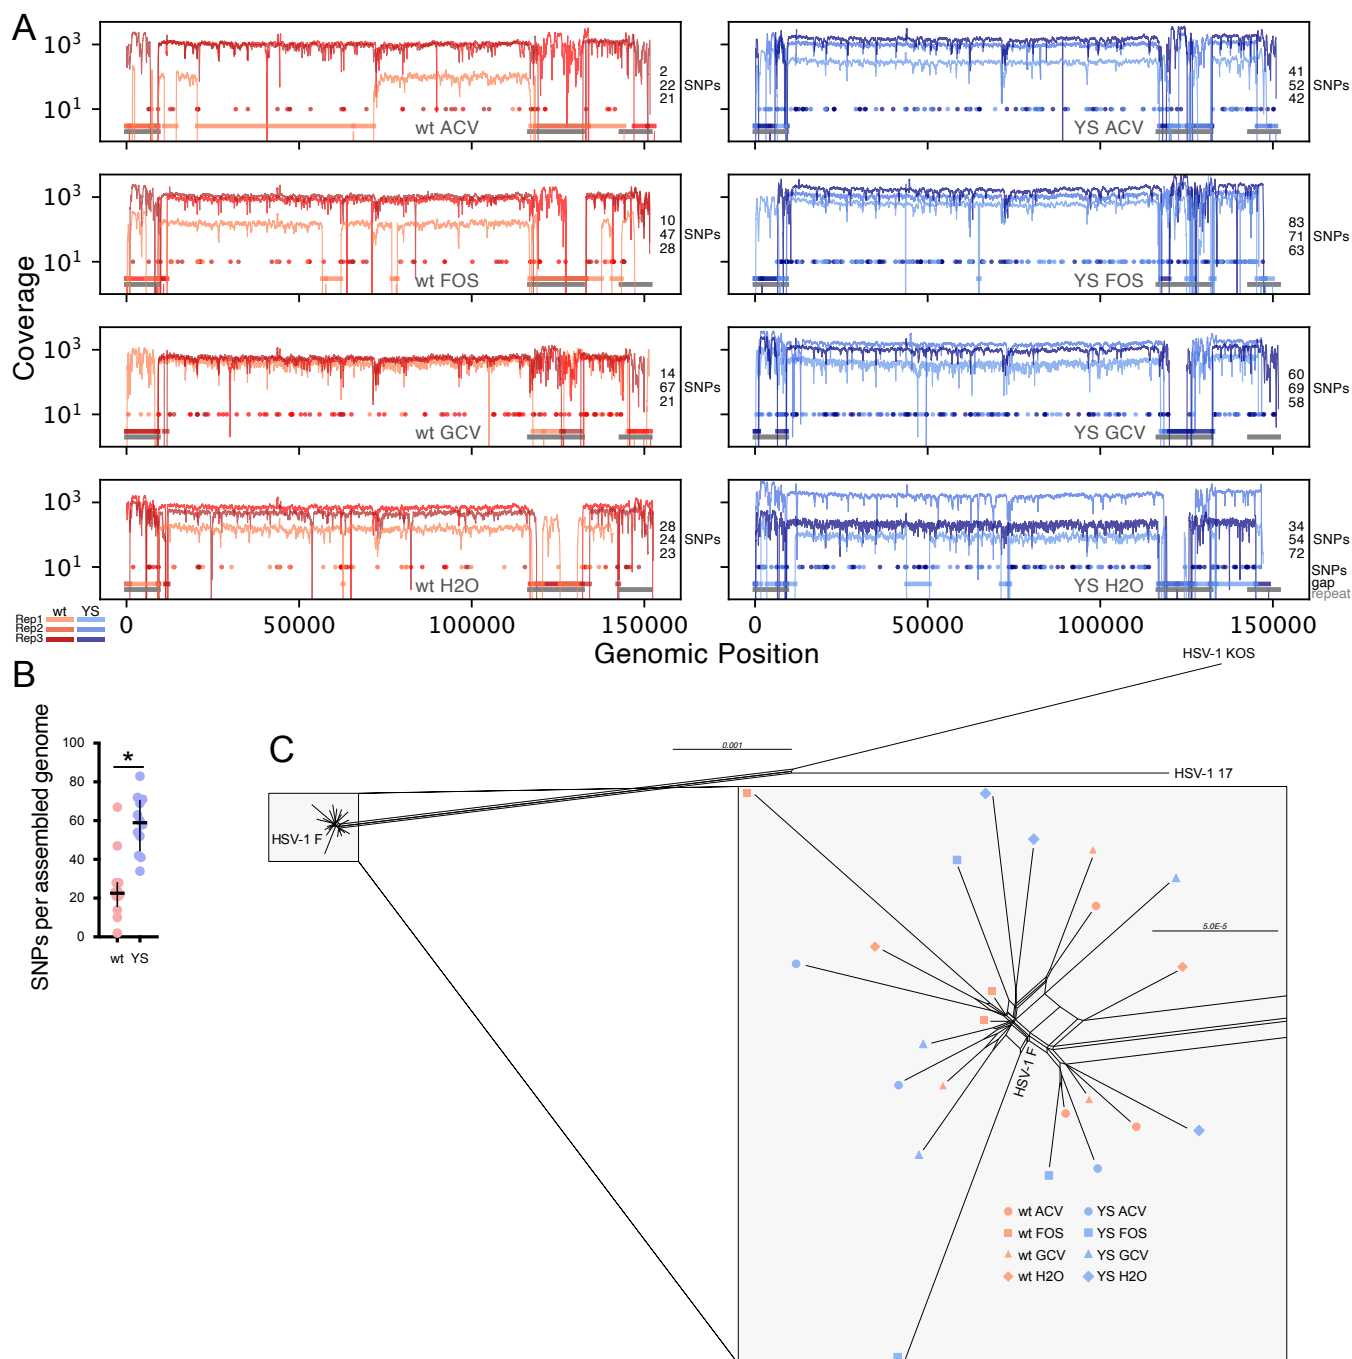 A
10³
10¹
wt ACV
2
22
21
SNPs
YS ACV
41
52
42
SNPs
10³
10¹
wt FOS
10
47
28
SNPs
YS FOS
83
71
63
SNPs
Coverage
10³
10¹
wt GCV
14
67
21
SNPs
YS GCV
60
69
58
SNPs
10³
10¹
wt H2O
28
24
23
SNPs
YS H2O
34
54
72
SNPs
SNPs
gap
repeat
wt YS
Rep1
Rep2
Rep3
0 50000 100000 150000
0 50000 100000 150000
Genomic Position
B
SNPs per assembled genome
100
80
60
40
20
0
*
wt YS
C
HSV-1 KOS
0.001
HSV-1 17
HSV-1 F
5.0E-5
HSV-1 F
wt ACV YS ACV
wt FOS YS FOS
wt GCV YS GCV
wt H2O YS H2O